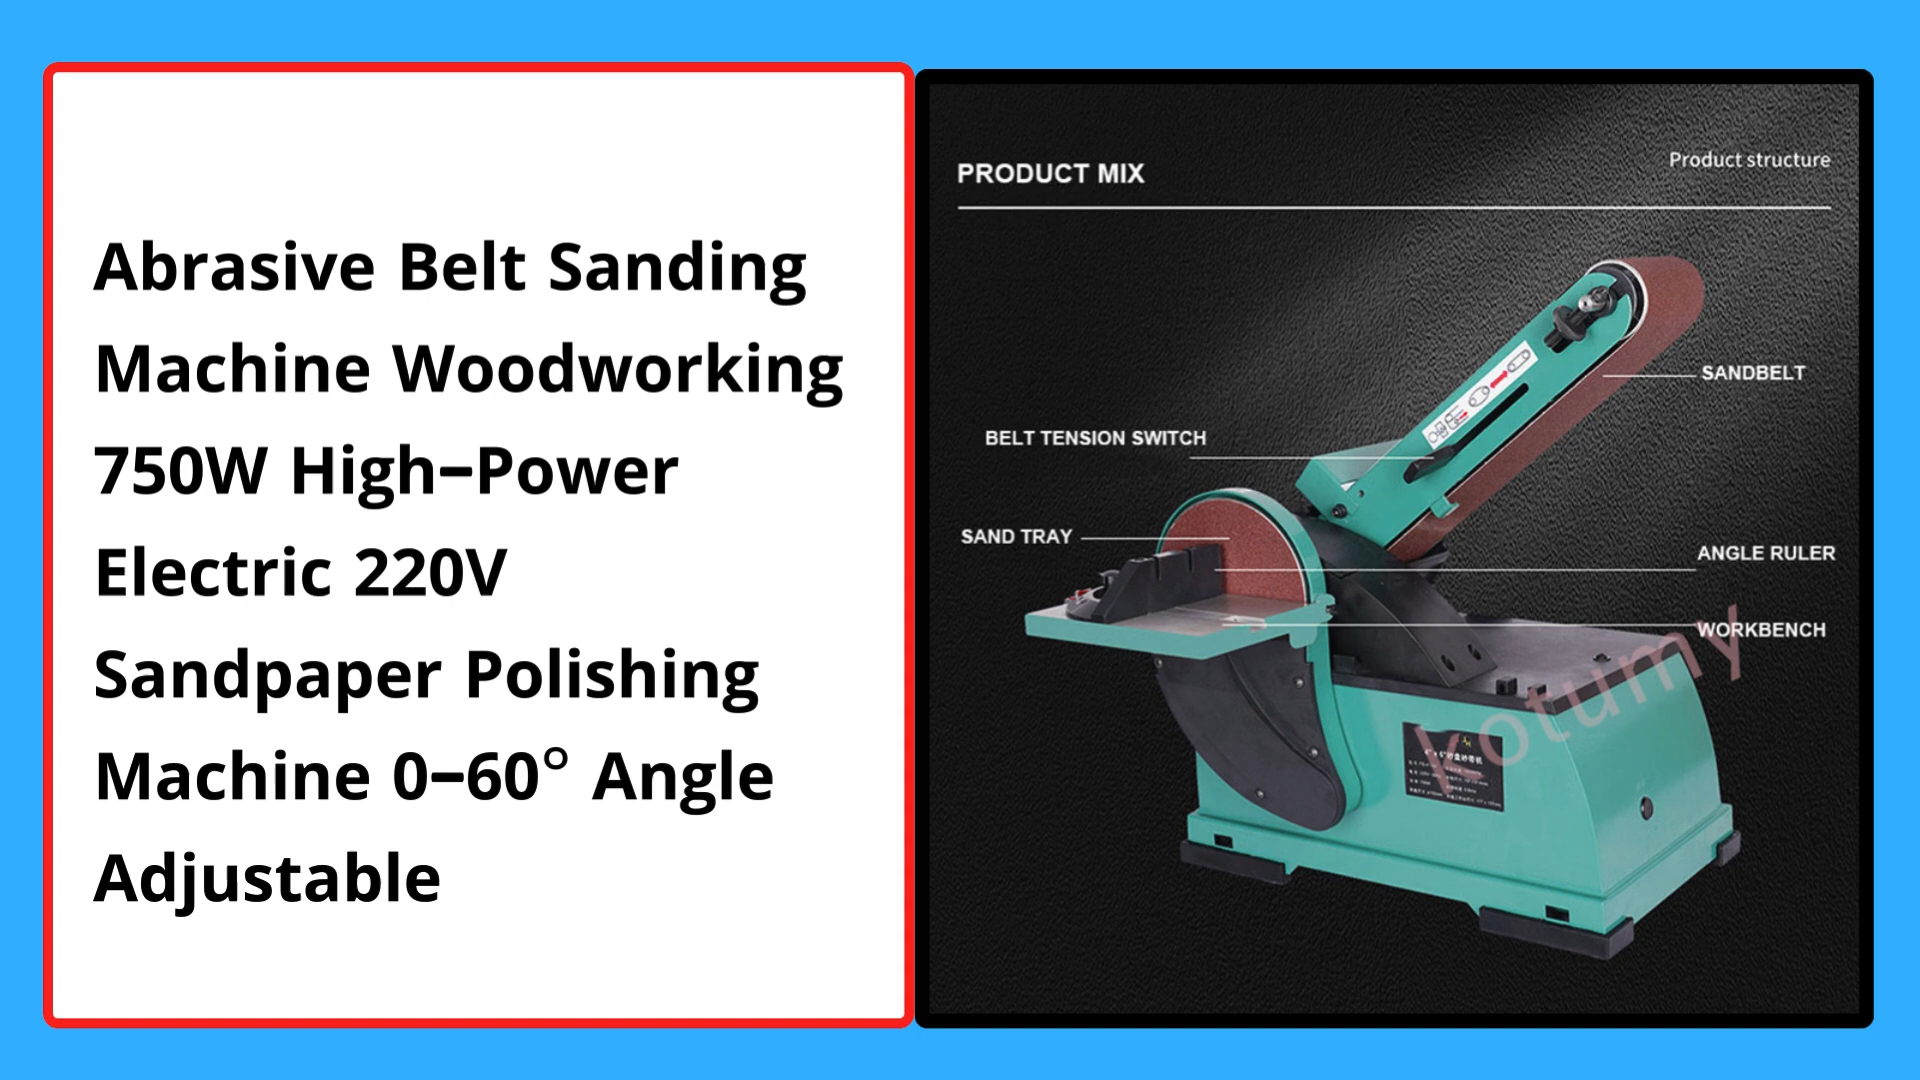 Abrasive Belt Sanding
Machine Woodworking
750W High-Power
Electric 220V
Sandpaper Polishing
Machine 0-60° Angle
Adjustable
PRODUCT MIX
Product structure
SANDBELT
BELT TENSION SWITCH
SAND TRAY
ANGLE RULER
WORKBENCH
kotumy